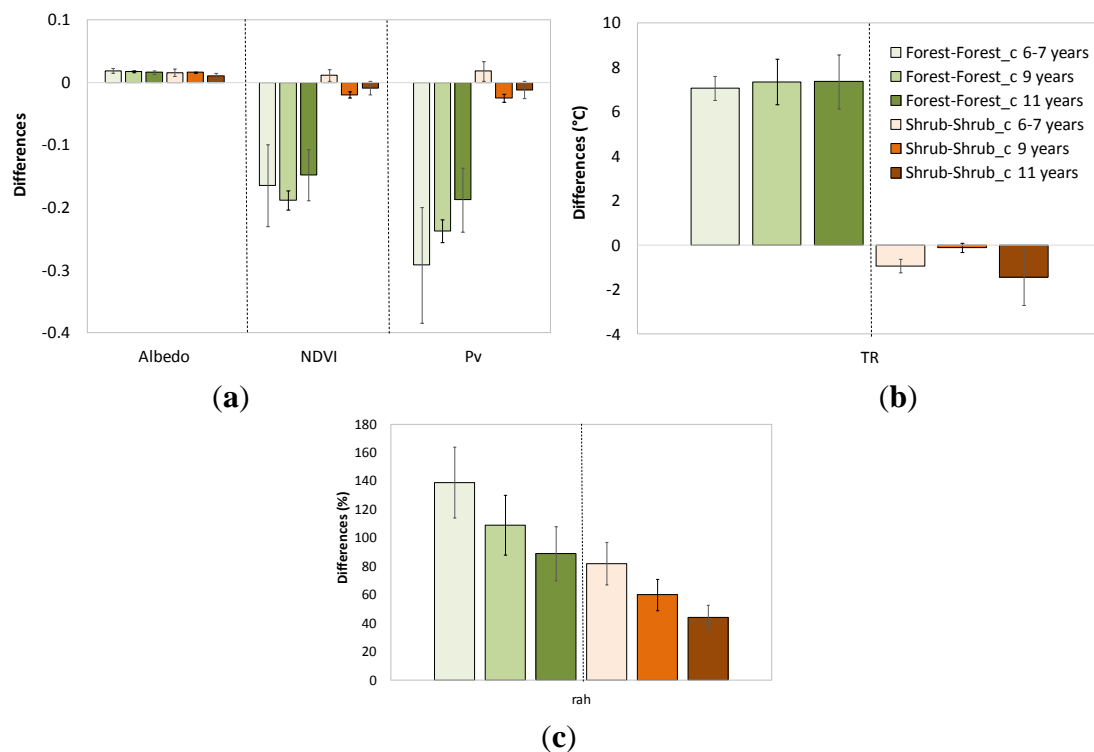 0.1
0
-0.1
-0.2
-0.3
-0.4
Differences
Albedo NDVI Pv
(a)
10
8
6
4
2
0
-2
-4
Differences (°C)
Forest-Forest_c 6-7 years
Forest-Forest_c 9 years
Forest-Forest_c 11 years
Shrub-Shrub_c 6-7 years
Shrub-Shrub_c 9 years
Shrub-Shrub_c 11 years
TR
(b)
180
160
140
120
100
80
60
40
20
0
Differences (%)
rah
(c)